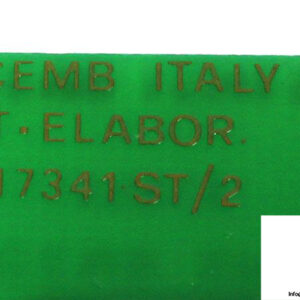 CEMB ITALY
T. ELABOR.
17341·ST/2